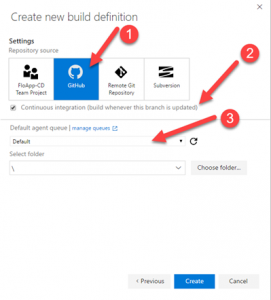 Create new build definition
Settings
Repository source
FloApp-CD
Team Project
GitHub
Remote Git
Repository
Subversion
Continuous integration (build whenever this branch is updated)
Default agent queue | manage queues
Default
Select folder
\
Choose folder...
‹ Previous
Create
Cancel
1
2
3